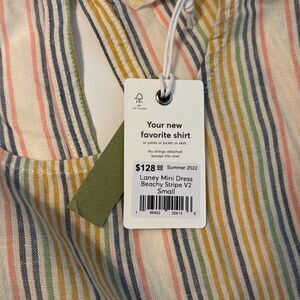 Your new
favorite shirt
or pants or jacket or skirt...
No strings attached
(except this one)
$128.00 Summer 2022
Laney Mini Dress
Beachy Stripe V2
Small